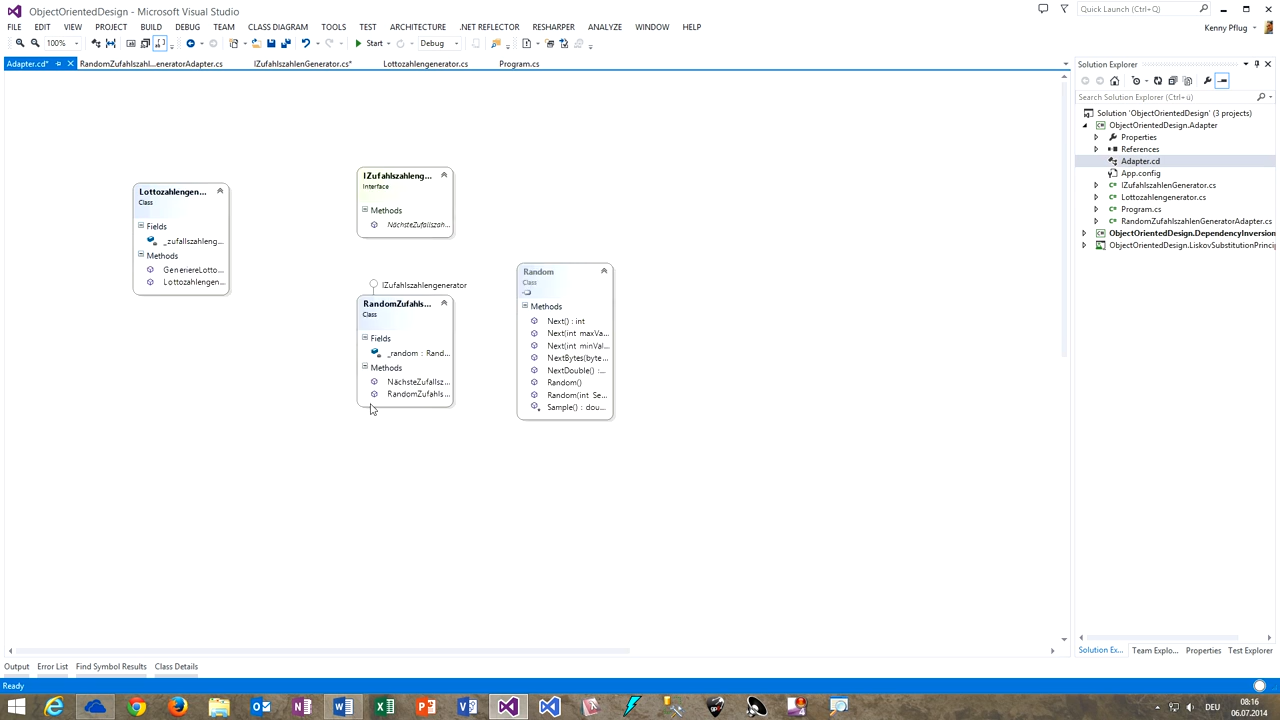 ObjectOrientedDesign - Microsoft Visual Studio
Quick Launch (Ctrl+Q)
FILE EDIT VIEW PROJECT BUILD DEBUG TEAM CLASS DIAGRAM TEST ARCHITECTURE TOOLS .NET REFLECTOR RESHARPER ANALYZE WINDOW HELP
Kenny Pflug
100% Start Debug
Adapter.cd* RandomZufahlszahl...eneratorAdapter.cs IZufahlszahlenGenerator.cs* Lottozahlengenerator.cs Program.cs
Solution Explorer
Search Solution Explorer (Ctrl+ü)
Solution 'ObjectOrientedDesign' (3 projects)
ObjectOrientedDesign.Adapter
Properties
References
Adapter.cd
App.config
IZufahlszahlenGenerator.cs
Lottozahlengenerator.cs
Program.cs
RandomZufahlszahlenGeneratorAdapter.cs
ObjectOrientedDesign.DependencyInversion
ObjectOrientedDesign.LiskovSubstitutionPrincip
Lottozahlengen...
Class
Fields
_zufallszahleng...
Methods
GeneriereLotto...
Lottozahlengen...
IZufahlszahleng...
Interface
Methods
NächsteZufallszah...
IZufahlszahlengenerator
RandomZufahls...
Class
Fields
_random : Rand...
Methods
NächsteZufallsz...
RandomZufahls...
Random
Class
Methods
Next() : int
Next(int maxVa...
Next(int minVal...
NextBytes(byte...
NextDouble() :...
Random()
Random(int Se...
Sample() : dou...
Solution Ex... Team Explo... Properties Test Explorer
Output Error List Find Symbol Results Class Details
Ready
DEU
08:16
06.07.2014